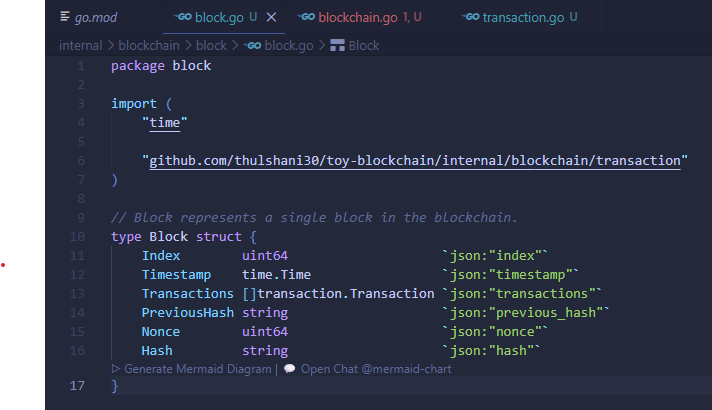 go.mod block.go U blockchain.go 1, U transaction.go U
internal > blockchain > block > block.go > Block
1 package block
2
3 import (
4 "time"
5
6 "github.com/thulshani30/toy-blockchain/internal/blockchain/transaction"
7 )
8
9 // Block represents a single block in the blockchain.
10 type Block struct {
11 Index uint64 `json:"index"`
12 Timestamp time.Time `json:"timestamp"`
13 Transactions []transaction.Transaction `json:"transactions"`
14 PreviousHash string `json:"previous_hash"`
15 Nonce uint64 `json:"nonce"`
16 Hash string `json:"hash"`
Generate Mermaid Diagram | Open Chat @mermaid-chart
17 }